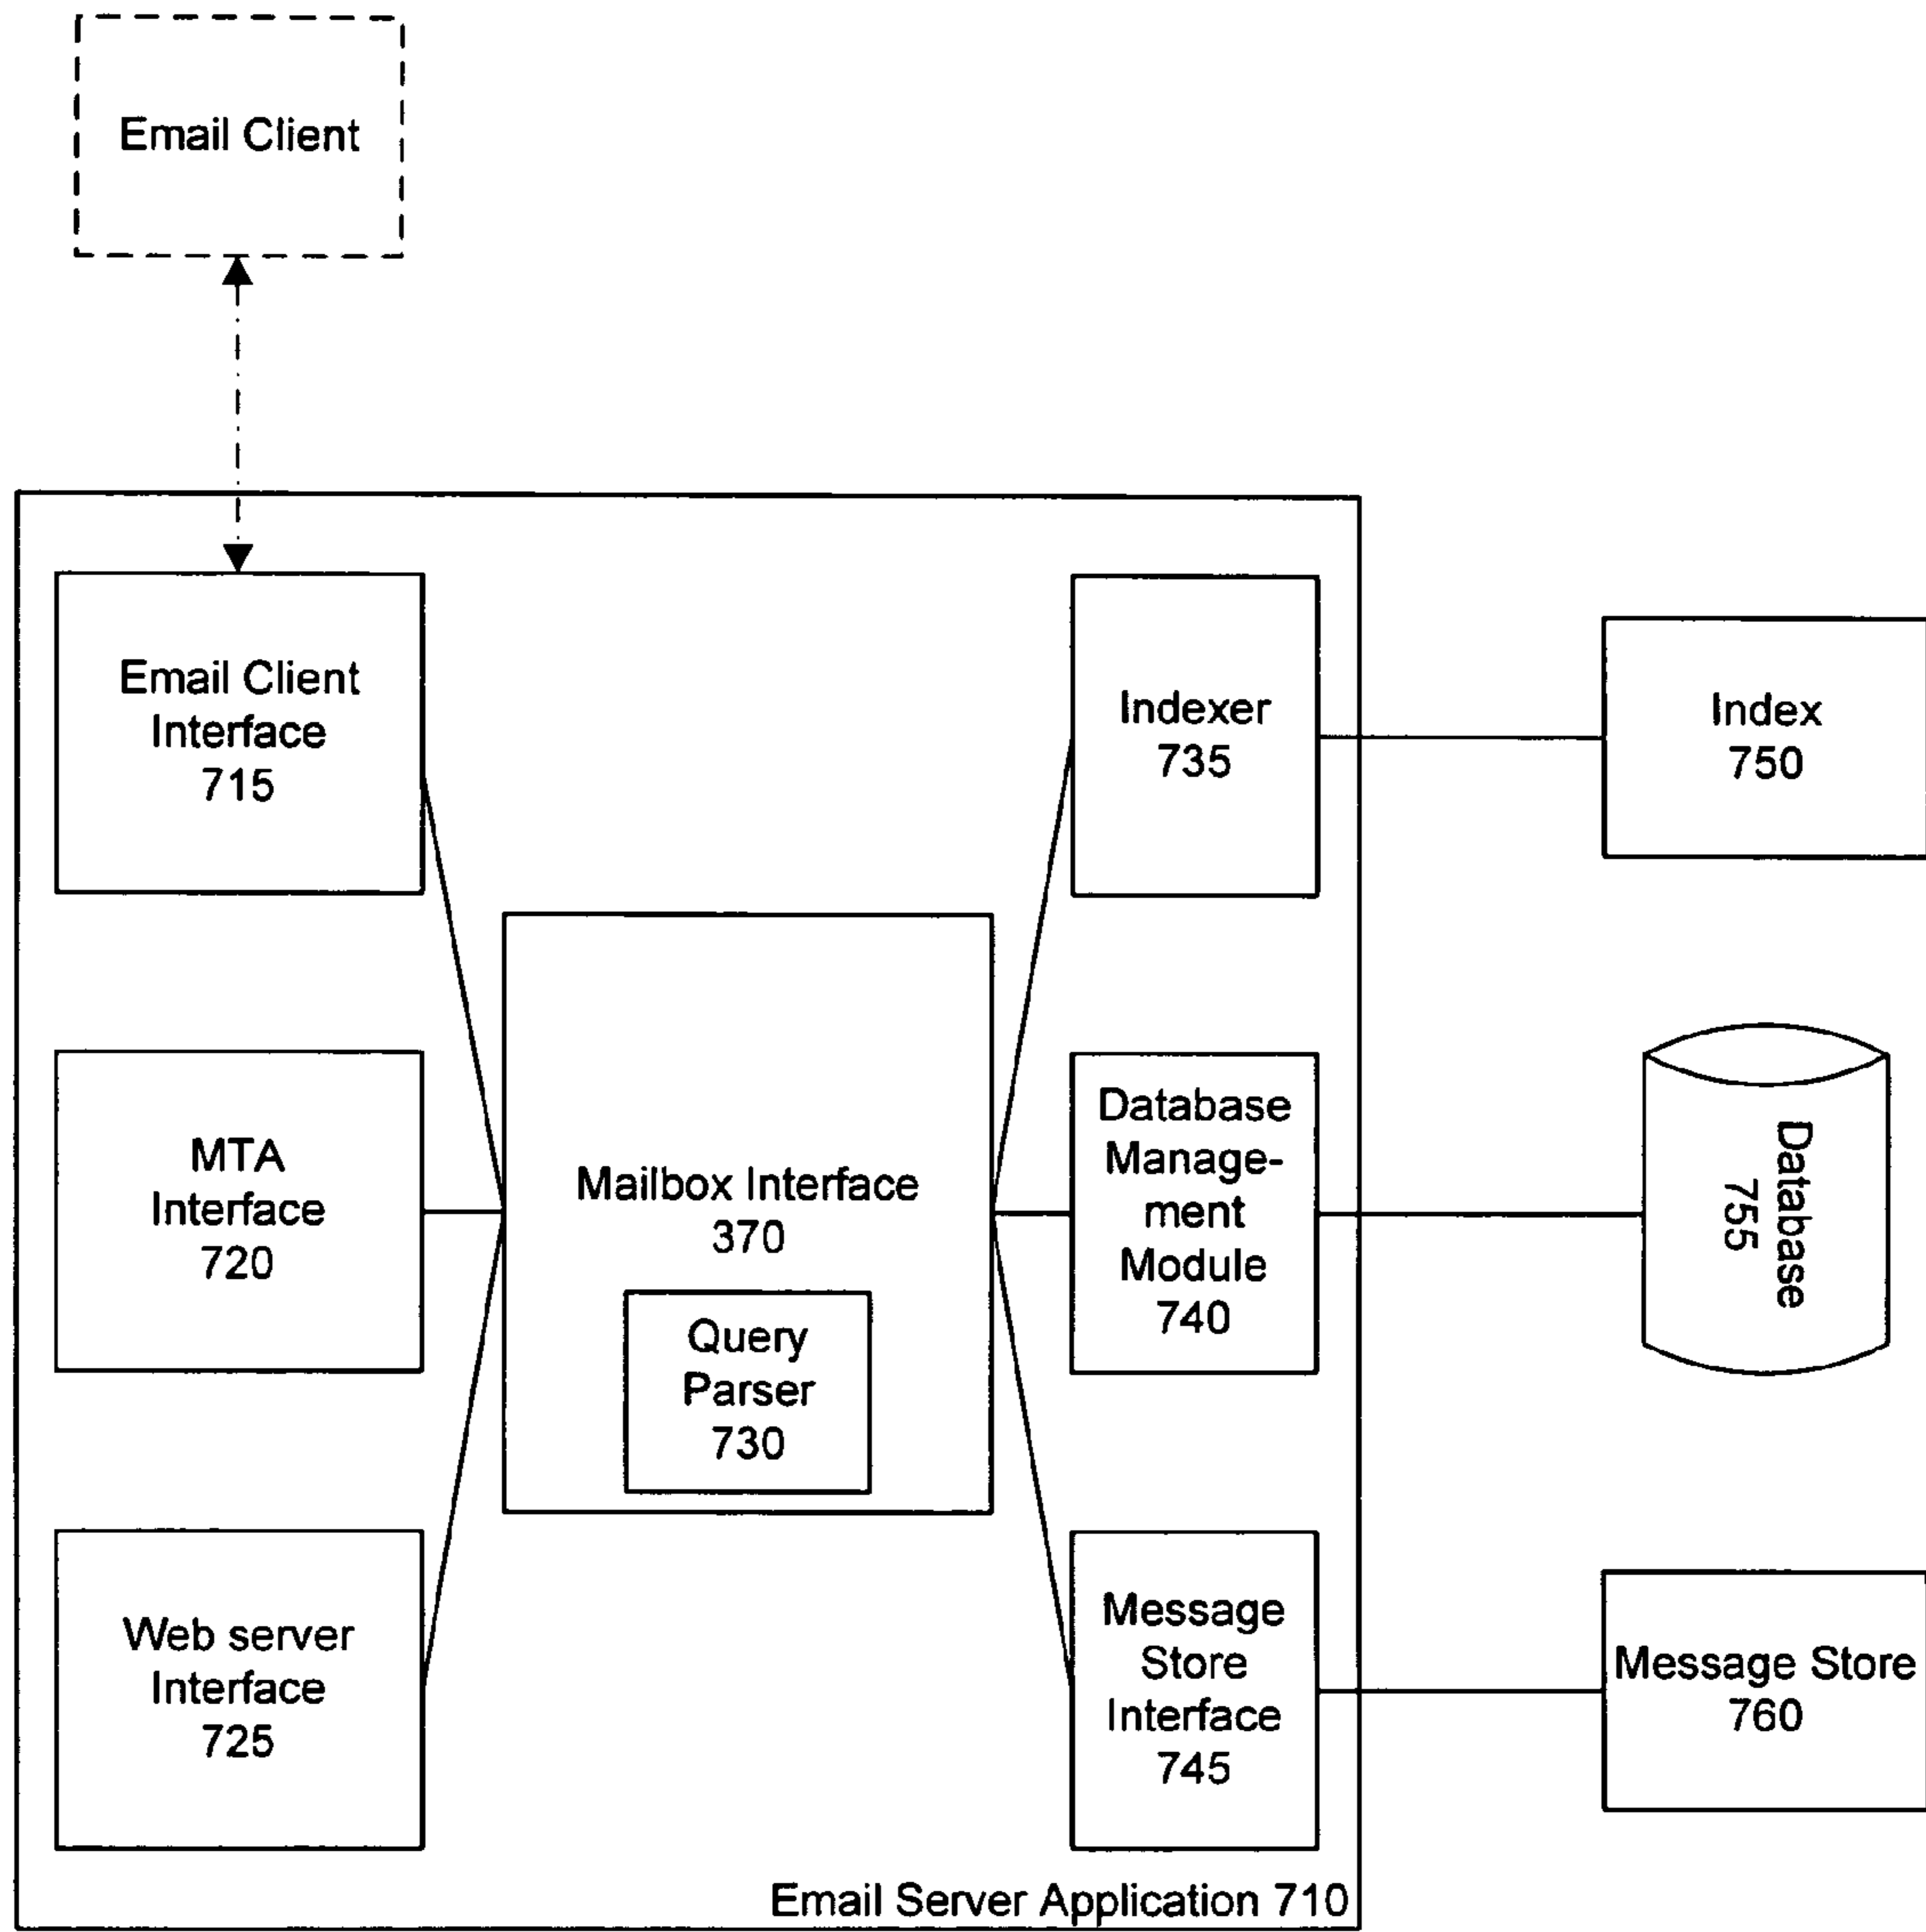 Email Client
Email Client
Interface
715
Indexer
735
Index
750
MTA
Interface
720
Mailbox Interface
370
Query
Parser
730
Database
Manage-
ment
Module
740
Database
755
Web server
Interface
725
Message
Store
Interface
745
Message Store
760
Email Server Application 710